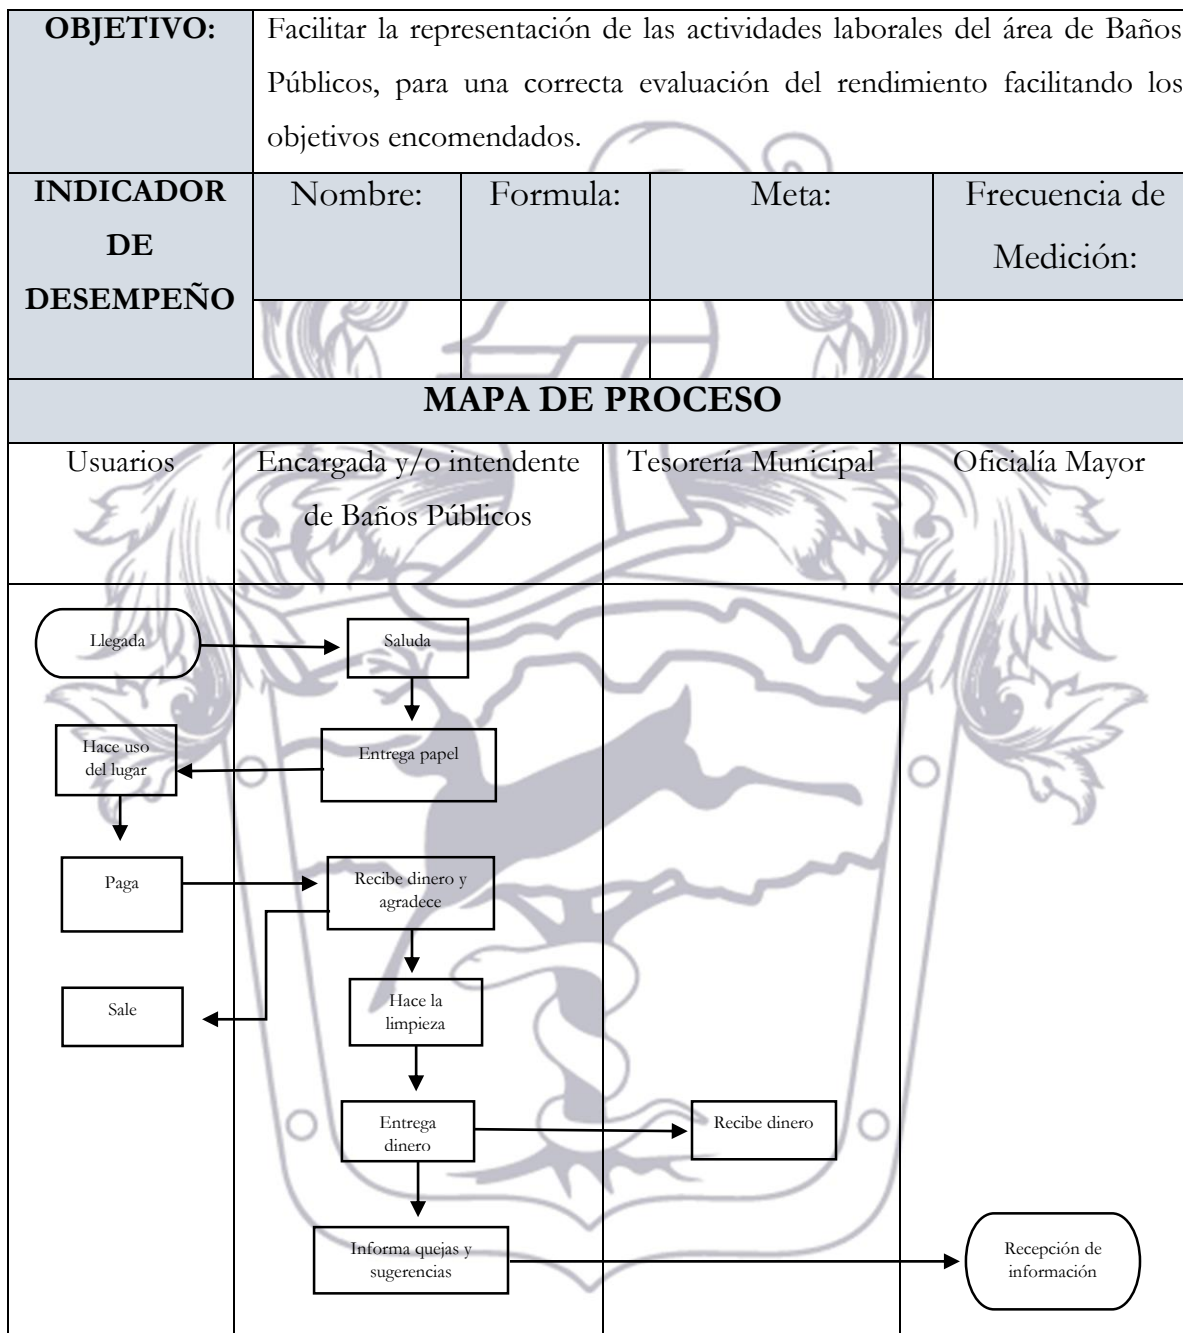 OBJETIVO:
Facilitar la representación de las actividades laborales del área de Baños
Públicos, para una correcta evaluación del rendimiento facilitando los
objetivos encomendados.
INDICADOR
DE
DESEMPEÑO
Nombre:
Formula:
Meta:
Frecuencia de
Medición:
MAPA DE PROCESO
Usuarios
Encargada y/o intendente
de Baños Públicos
Tesorería Municipal
Oficialía Mayor
Llegada
Saluda
Hace uso
del lugar
Entrega papel
Paga
Recibe dinero y
agradece
Sale
Hace la
limpieza
Entrega
dinero
Recibe dinero
Informa quejas y
sugerencias
Recepción de
información